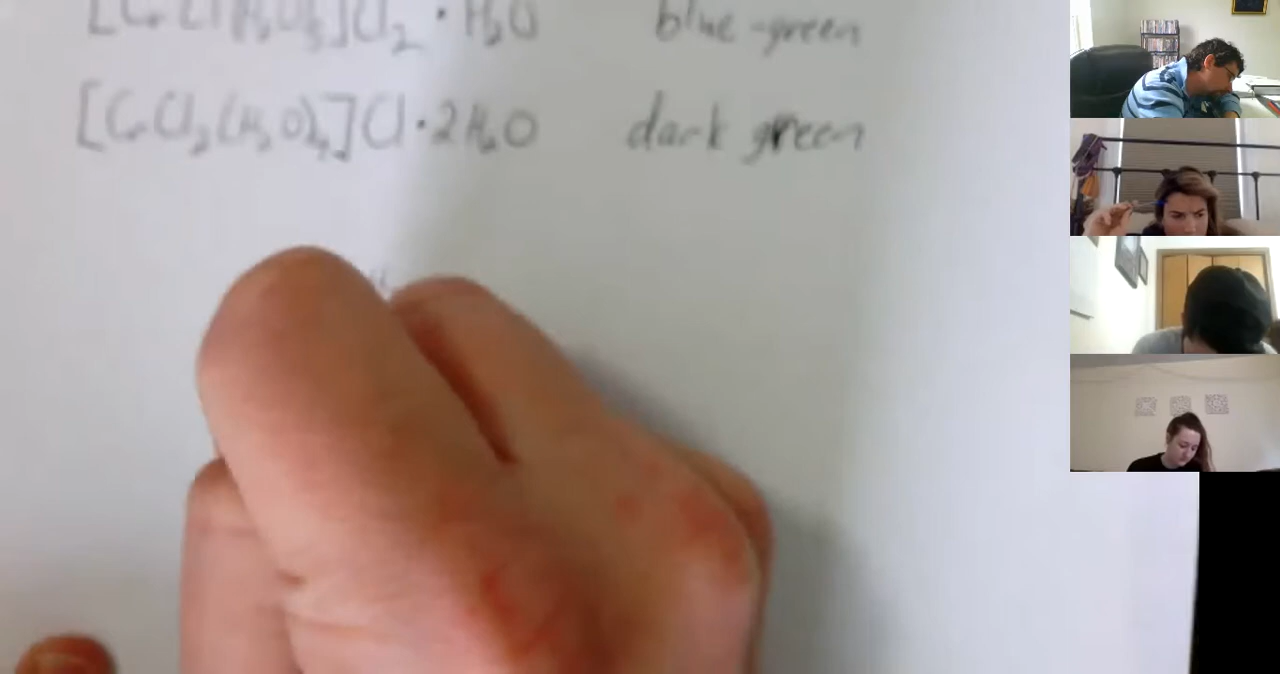 [CrCl(H₂O)₅]Cl₂ · H₂O blue-green
[CrCl₂(H₂O)₄]Cl · 2H₂O dark green